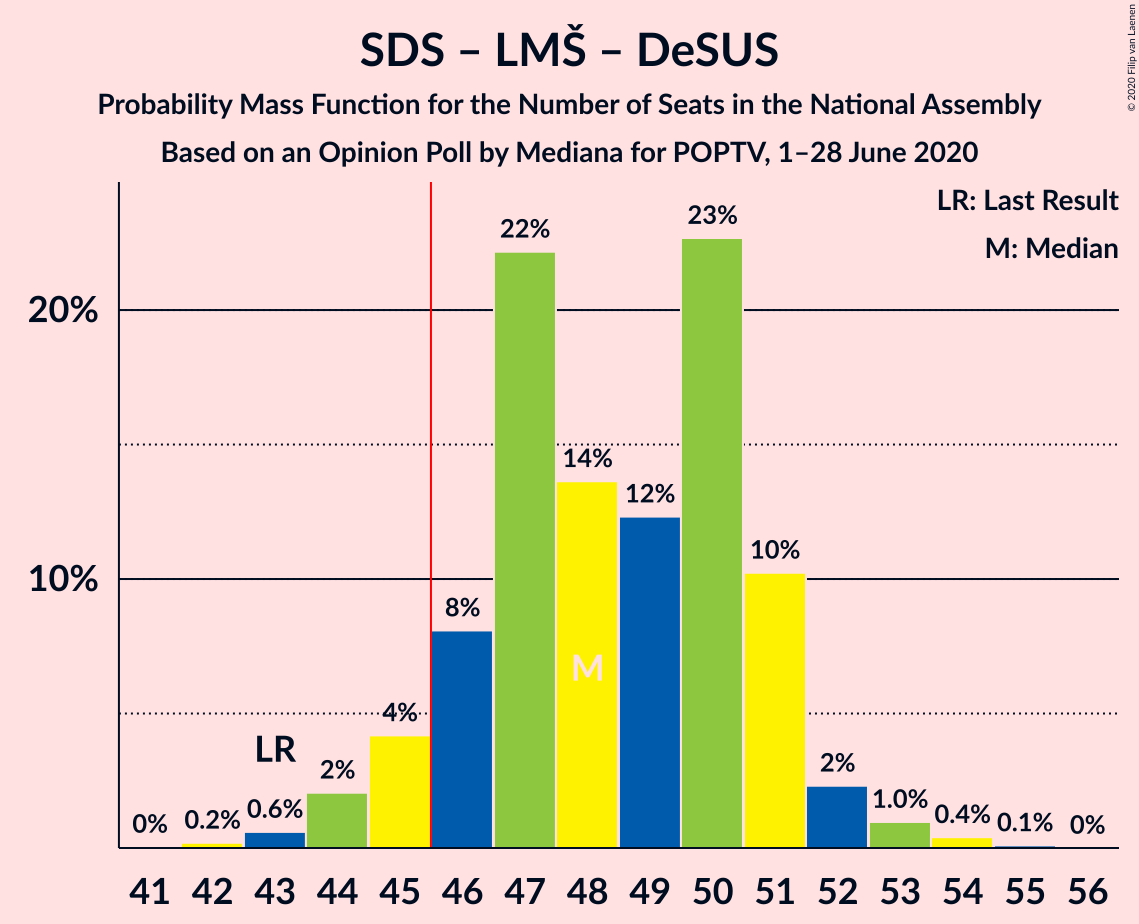 SDS – LMŠ – DeSUS
Probability Mass Function for the Number of Seats in the National Assembly
Based on an Opinion Poll by Mediana for POPTV, 1–28 June 2020
© 2020 Filip van Laenen
LR: Last Result
M: Median
20%
10%
0%
0.2%
0.6%
LR
2%
4%
8%
22%
14%
M
12%
23%
10%
2%
1.0%
0.4%
0.1%
0%
41 42 43 44 45 46 47 48 49 50 51 52 53 54 55 56